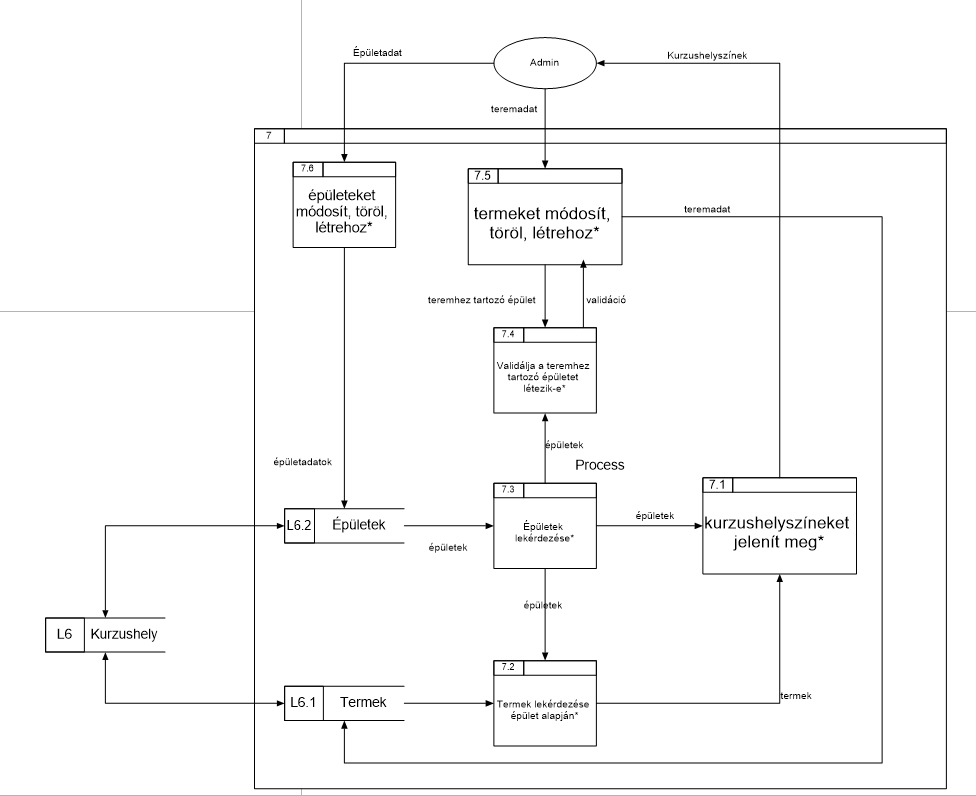 Épületadat
Admin
Kurzushelyszínek
teremadat
7
7.6
épületeket
módosít, töröl,
létrehoz*
7.5
termeket módosít,
töröl, létrehoz*
teremadat
teremhez tartozó épület
validáció
7.4
Validálja a teremhez
tartozó épületet
létezik-e*
épületek
Process
épületadatok
7.3
Épületek
lekérdezése*
7.1
kurzushelyszíneket
jelenít meg*
L6.2
Épületek
épületek
épületek
épületek
L6
Kurzushely
7.2
Termek lekérdezése
épület alapján*
L6.1
Termek
termek